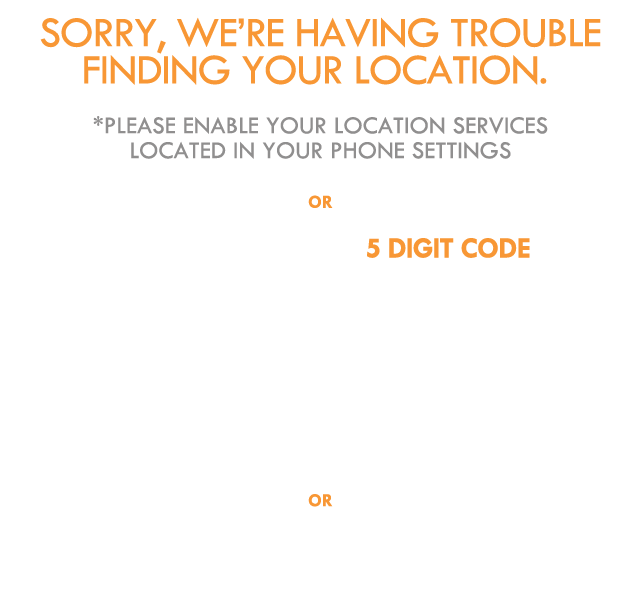 SORRY, WE'RE HAVING TROUBLE
FINDING YOUR LOCATION.
*PLEASE ENABLE YOUR LOCATION SERVICES
LOCATED IN YOUR PHONE SETTINGS
OR
5 DIGIT CODE
OR